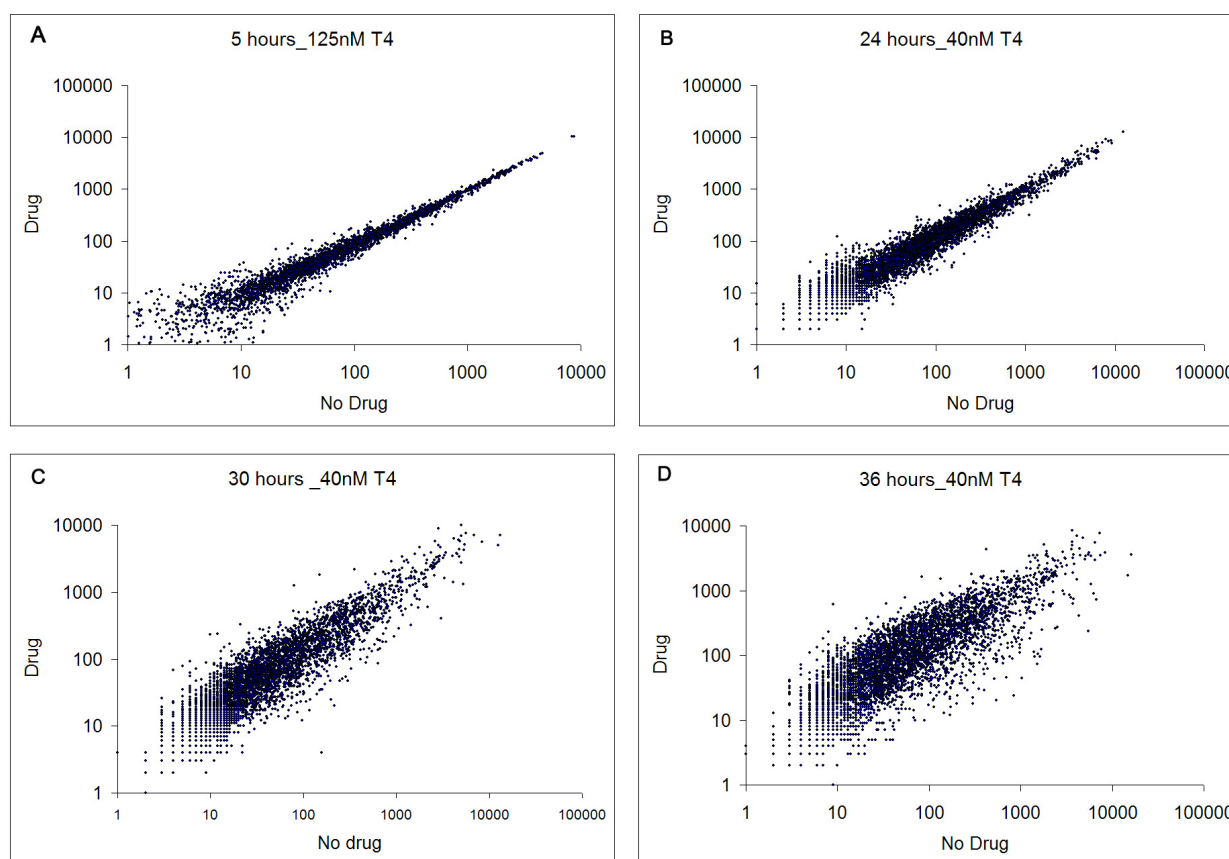 A
5 hours_125nM T4
100000
10000
1000
100
10
1
Drug
1 10 100 1000 10000
No Drug
B
24 hours_40nM T4
100000
10000
1000
100
10
1
Drug
1 10 100 1000 10000 100000
No Drug
C
30 hours _40nM T4
10000
1000
100
10
1
Drug
1 10 100 1000 10000 100000
No drug
D
36 hours_40nM T4
10000
1000
100
10
1
Drug
1 10 100 1000 10000 100000
No Drug